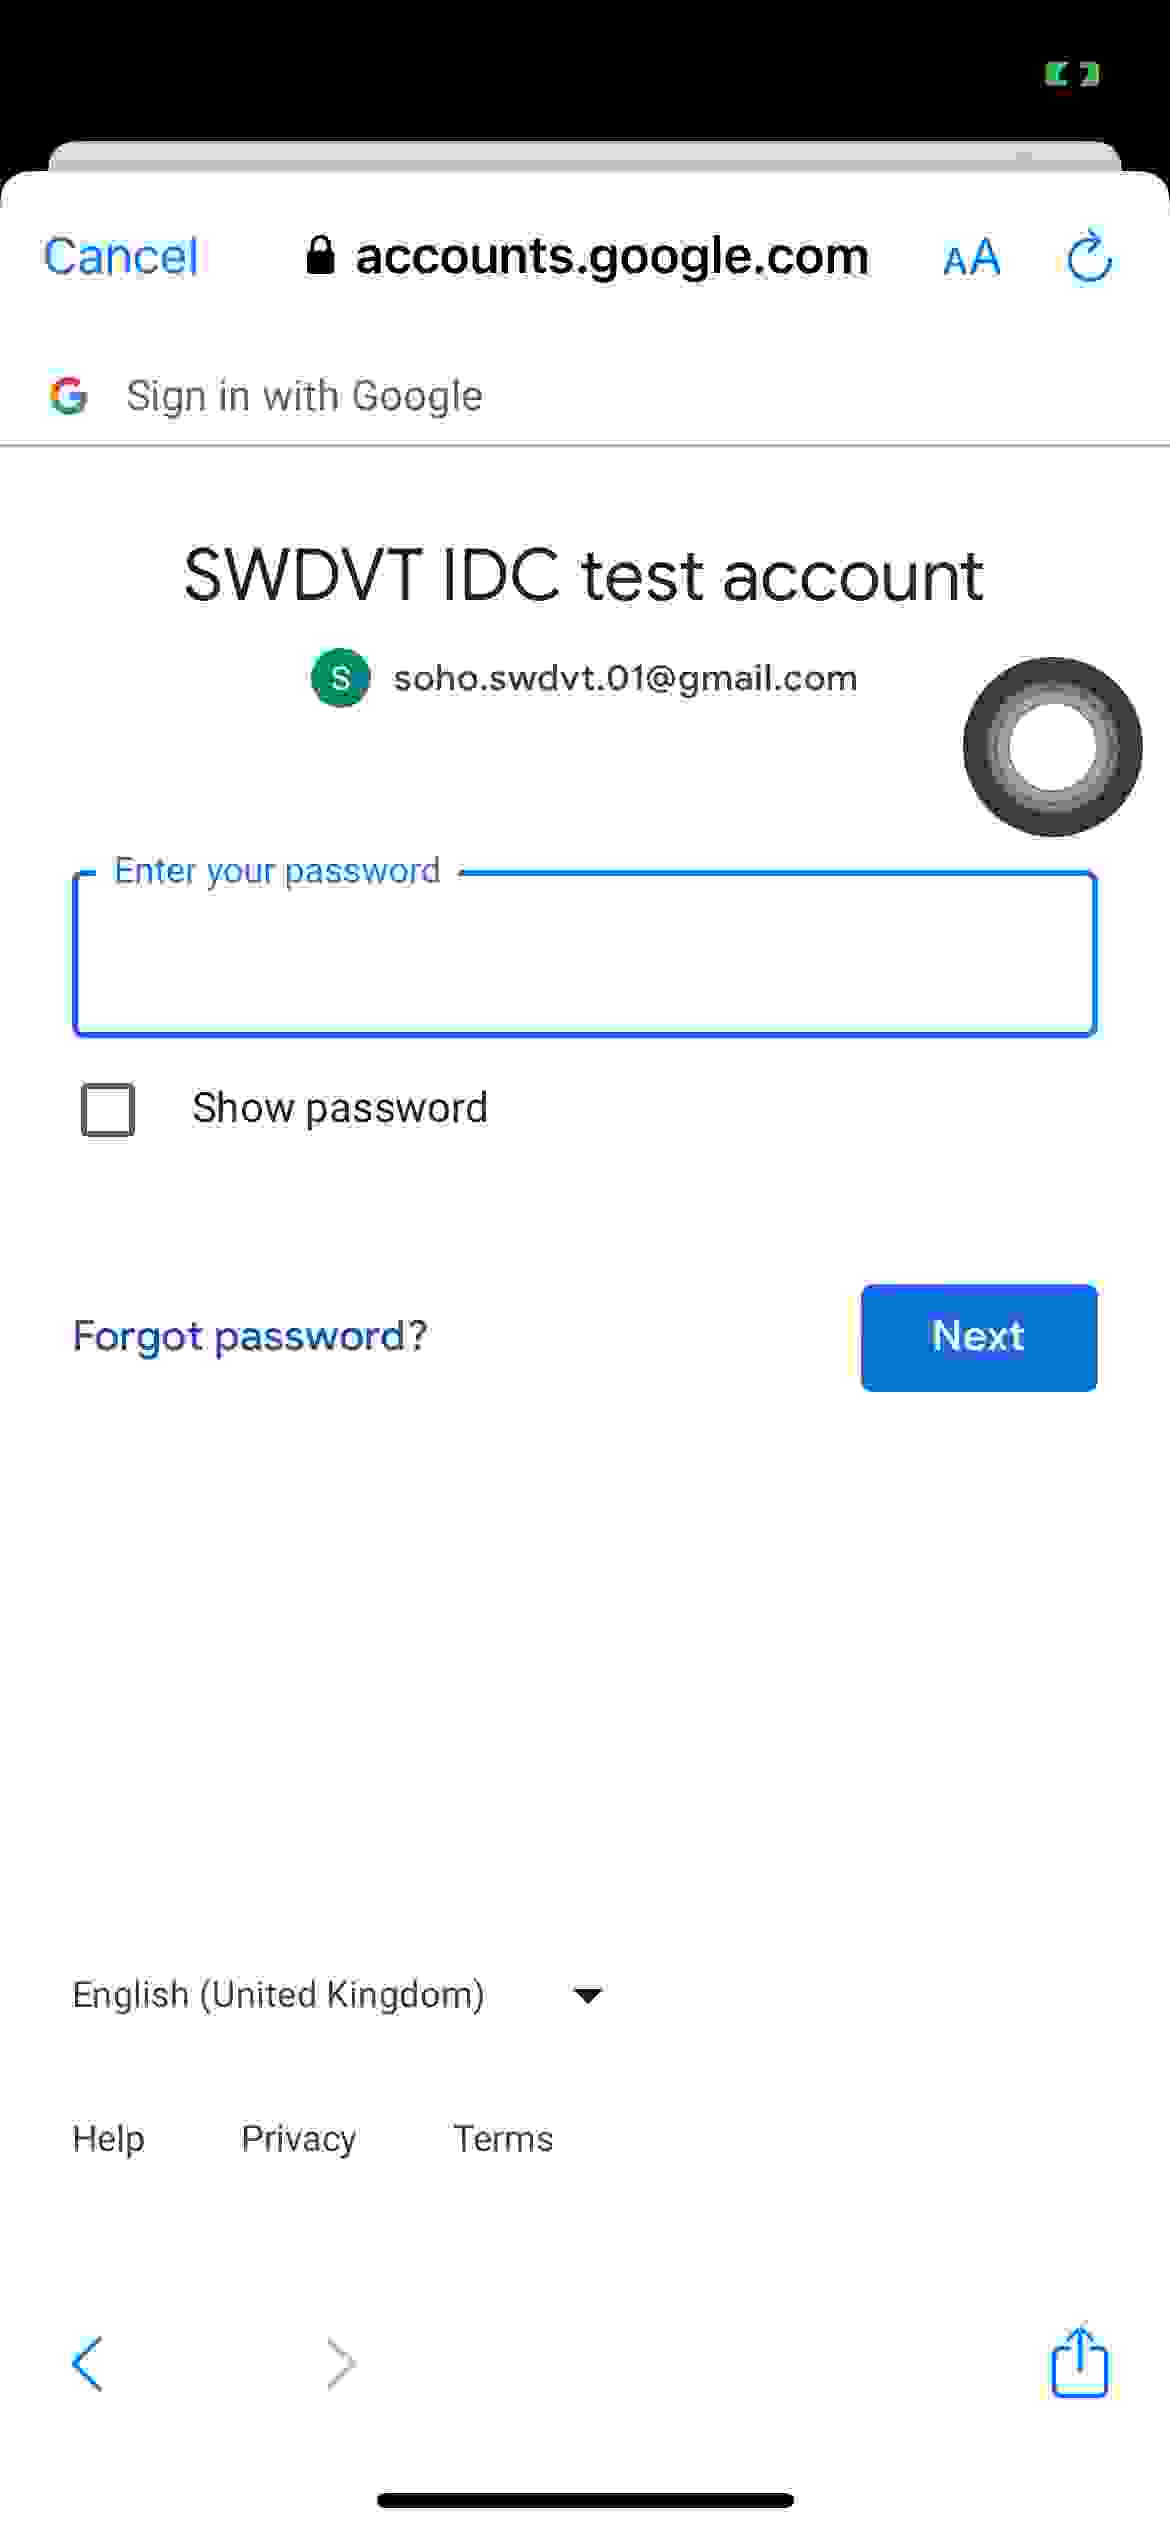 Cancel accounts.google.com AA
Sign in with Google
SWDVT IDC test account
S soho.swdvt.01@gmail.com
Enter your password
Show password
Forgot password? Next
English (United Kingdom)
Help Privacy Terms